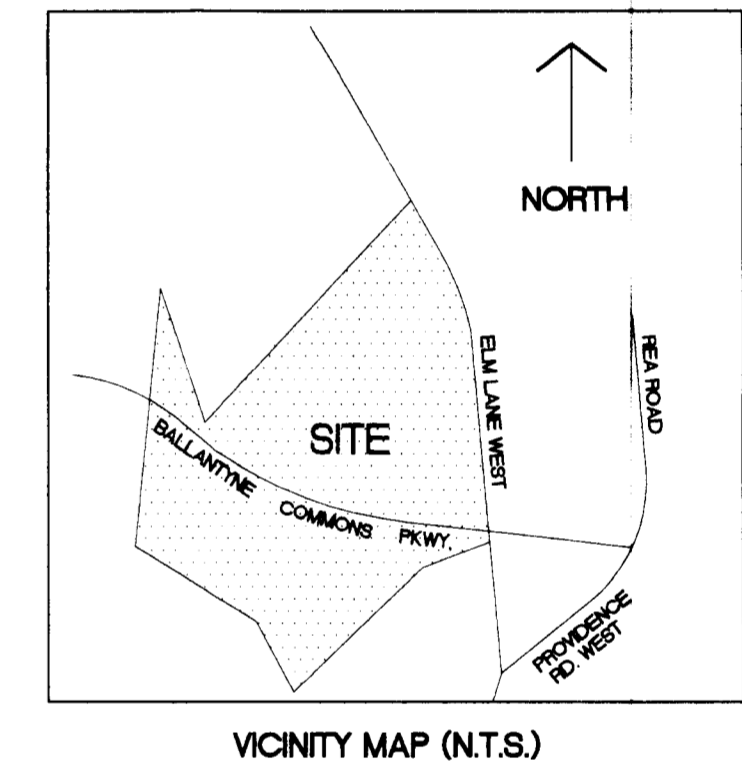 NORTH
REA ROAD
ELM LANE WEST
SITE
BALLANTYNE COMMONS PKWY.
PROVIDENCE
RD. WEST
VICINITY MAP (N.T.S.)